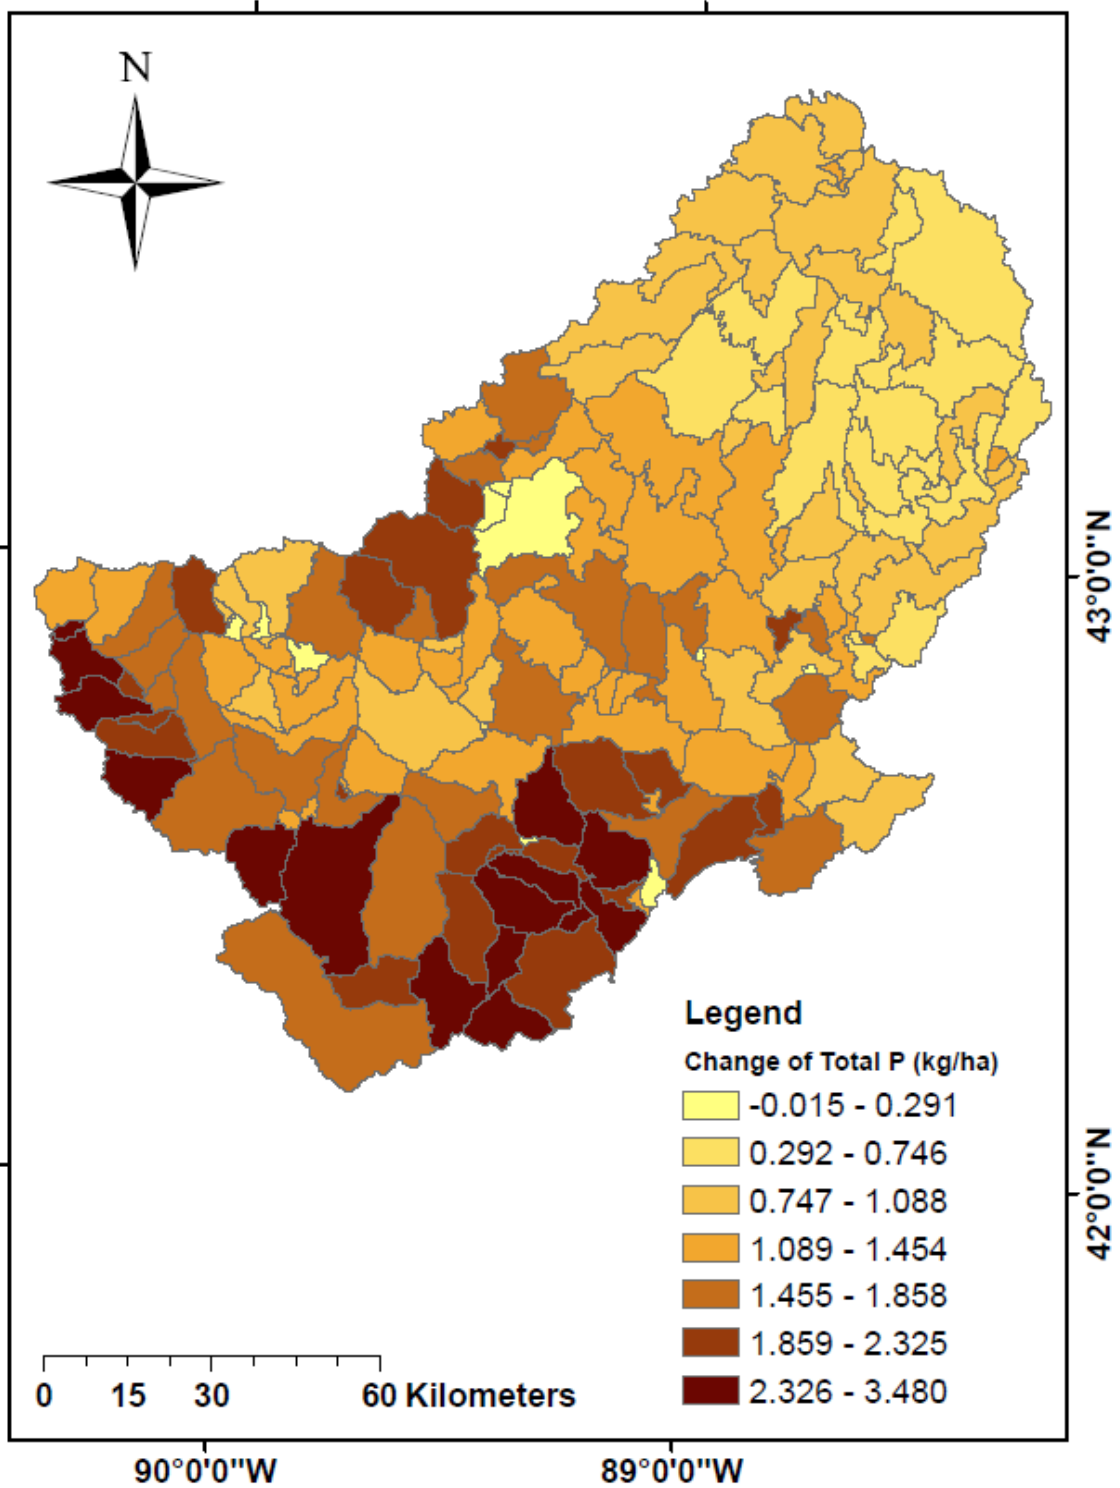 N
43°0'0"N
Legend
Change of Total P (kg/ha)
-0.015 - 0.291
0.292 - 0.746
0.747 - 1.088
1.089 - 1.454
1.455 - 1.858
1.859 - 2.325
2.326 - 3.480
42°0'0"N
0 15 30 60 Kilometers
90°0'0"W 89°0'0"W